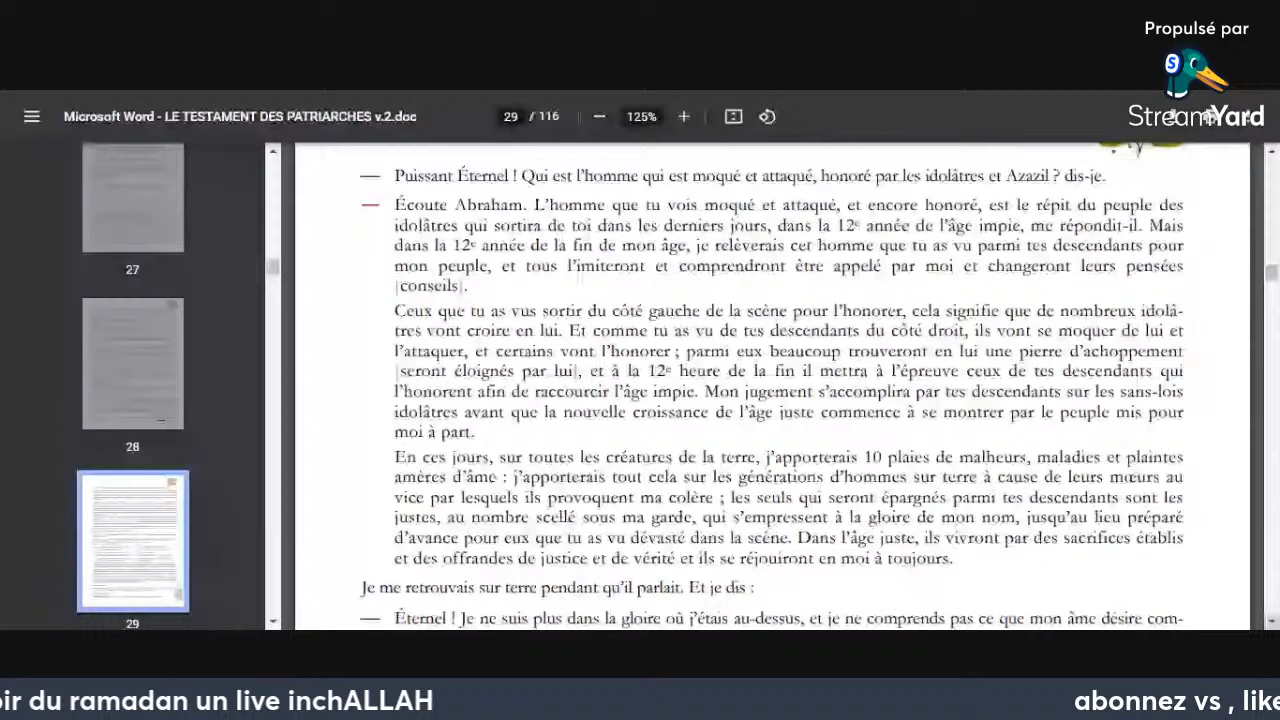 Propulsé par
StreamYard
Microsoft Word - LE TESTAMENT DES PATRIARCHES v.2.doc
29 / 116
125%
27
28
29
— Puissant Éternel ! Qui est l'homme qui est moqué et attaqué, honoré par les idolâtres et Azazil ? dis-je.
— Écoute Abraham. L'homme que tu vois moqué et attaqué, et encore honoré, est le répit du peuple des
idolâtres qui sortira de toi dans les derniers jours, dans la 12e année de l'âge impie, me répondit-il. Mais
dans la 12e année de la fin de mon âge, je relèverais cet homme que tu as vu parmi tes descendants pour
mon peuple, et tous l'imiteront et comprendront être appelé par moi et changeront leurs pensées
[conseils].
Ceux que tu as vus sortir du côté gauche de la scène pour l'honorer, cela signifie que de nombreux idolâ-
tres vont croire en lui. Et comme tu as vu de tes descendants du côté droit, ils vont se moquer de lui et
l'attaquer, et certains vont l'honorer ; parmi eux beaucoup trouveront en lui une pierre d'achoppement
[seront éloignés par lui], et à la 12e heure de la fin il mettra à l'épreuve ceux de tes descendants qui
l'honorent afin de raccourcir l'âge impie. Mon jugement s'accomplira par tes descendants sur les sans-lois
idolâtres avant que la nouvelle croissance de l'âge juste commence à se montrer par le peuple mis pour
moi à part.
En ces jours, sur toutes les créatures de la terre, j'apporterais 10 plaies de malheurs, maladies et plaintes
amères d'âme : j'apporterais tout cela sur les générations d'hommes sur terre à cause de leurs mœurs au
vice par lesquels ils provoquent ma colère ; les seuls qui seront épargnés parmi tes descendants sont les
justes, au nombre scellé sous ma garde, qui s'empressent à la gloire de mon nom, jusqu'au lieu préparé
d'avance pour eux que tu as vu dévasté dans la scène. Dans l'âge juste, ils vivront par des sacrifices établis
et des offrandes de justice et de vérité et ils se réjouiront en moi à toujours.
Je me retrouvais sur terre pendant qu'il parlait. Et je dis :
— Éternel ! Je ne suis plus dans la gloire où j'étais au-dessus, et je ne comprends pas ce que mon âme désire com-
oir du ramadan un live inchALLAH
abonnez vs , like